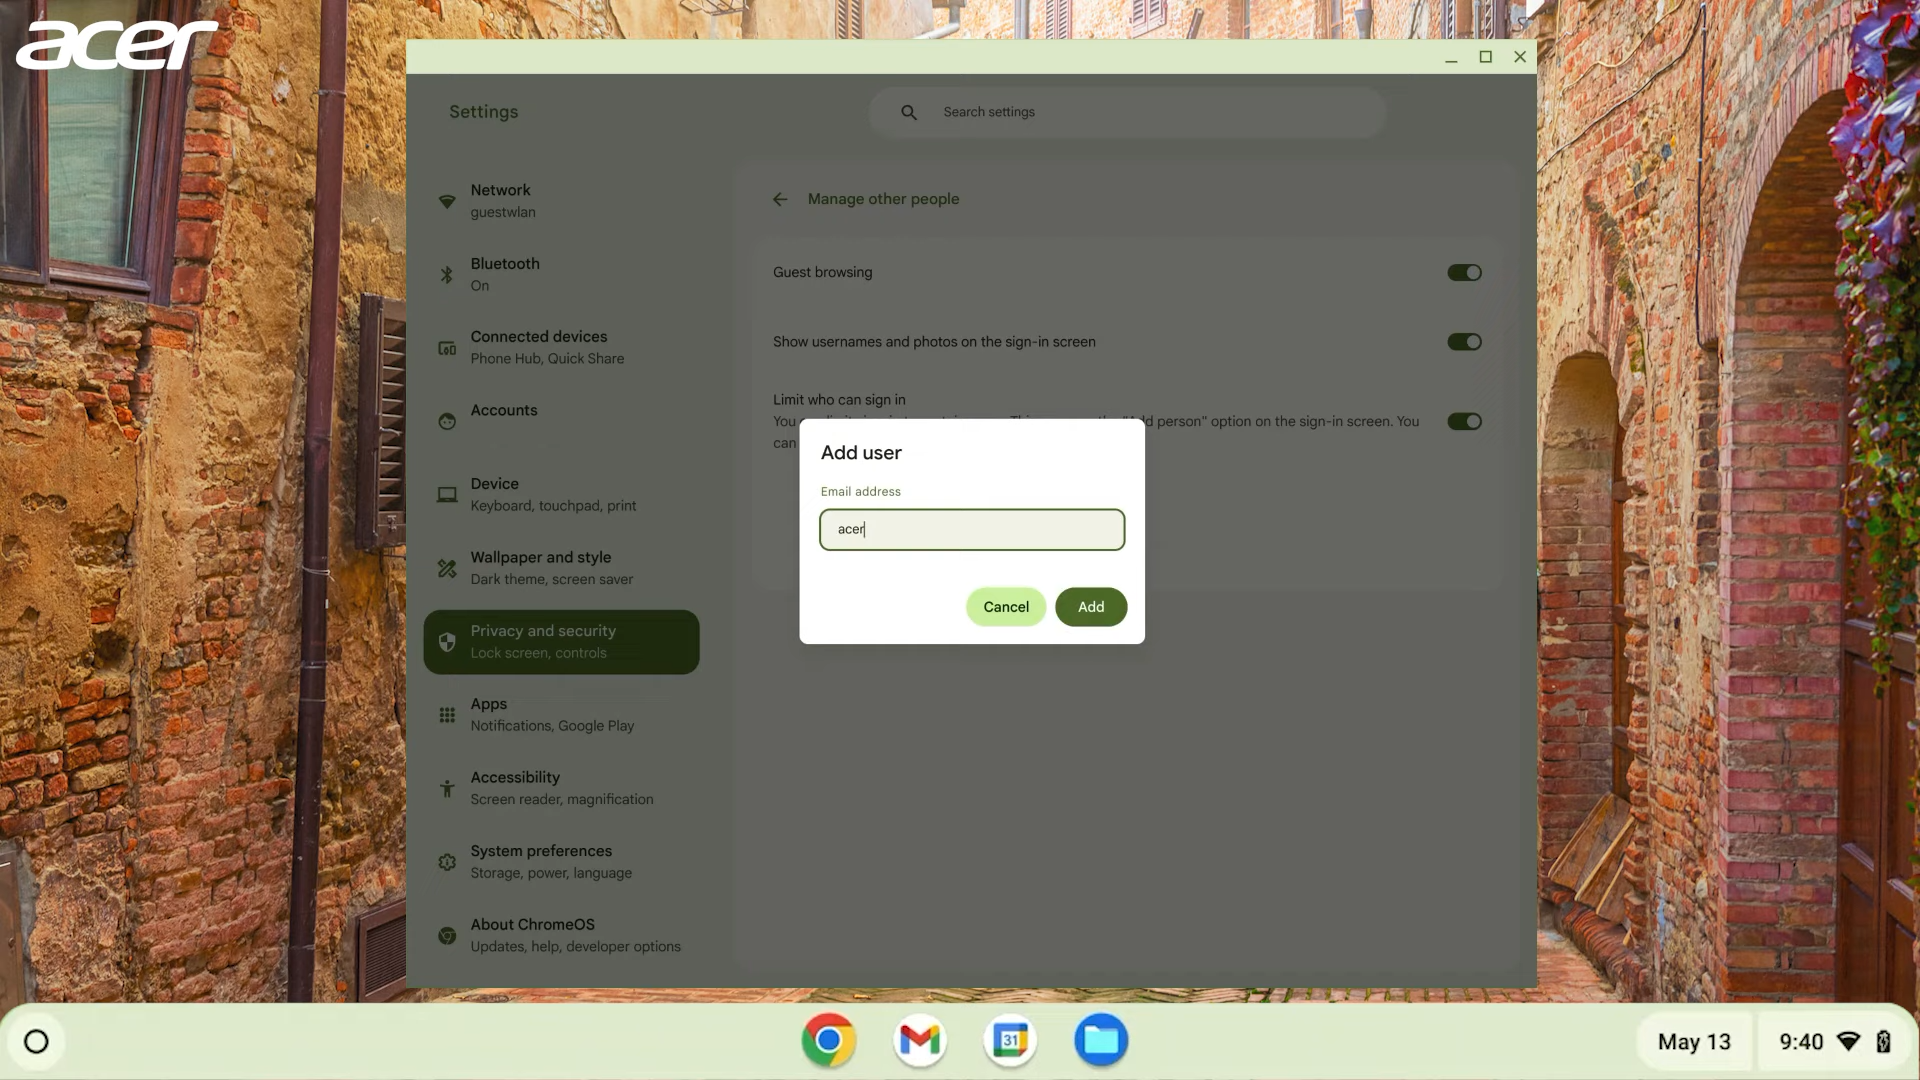 acer
Settings
Search settings
Network
guestwlan
Bluetooth
On
Connected devices
Phone Hub, Quick Share
Accounts
Device
Keyboard, touchpad, print
Wallpaper and style
Dark theme, screen saver
Privacy and security
Lock screen, controls
Apps
Notifications, Google Play
Accessibility
Screen reader, magnification
System preferences
Storage, power, language
About ChromeOS
Updates, help, developer options
Manage other people
Guest browsing
Show usernames and photos on the sign-in screen
Limit who can sign in
You person" option on the sign-in screen. You
can
Add user
Email address
acer
Cancel
Add
31
May 13
9:40